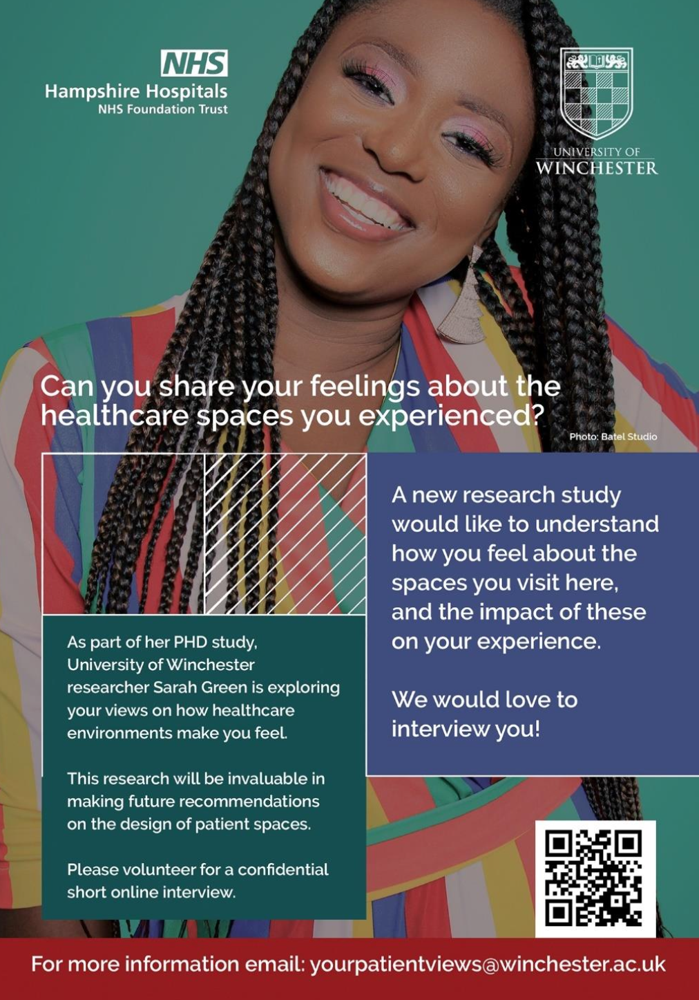 NHS
Hampshire Hospitals
NHS Foundation Trust
UNIVERSITY OF
WINCHESTER
Can you share your feelings about the
healthcare spaces you experienced?
Photo: Batel Studio
A new research study
would like to understand
how you feel about the
spaces you visit here,
and the impact of these
on your experience.
We would love to
interview you!
As part of her PHD study,
University of Winchester
researcher Sarah Green is exploring
your views on how healthcare
environments make you feel.
This research will be invaluable in
making future recommendations
on the design of patient spaces.
Please volunteer for a confidential
short online interview.
For more information email: yourpatientviews@winchester.ac.uk